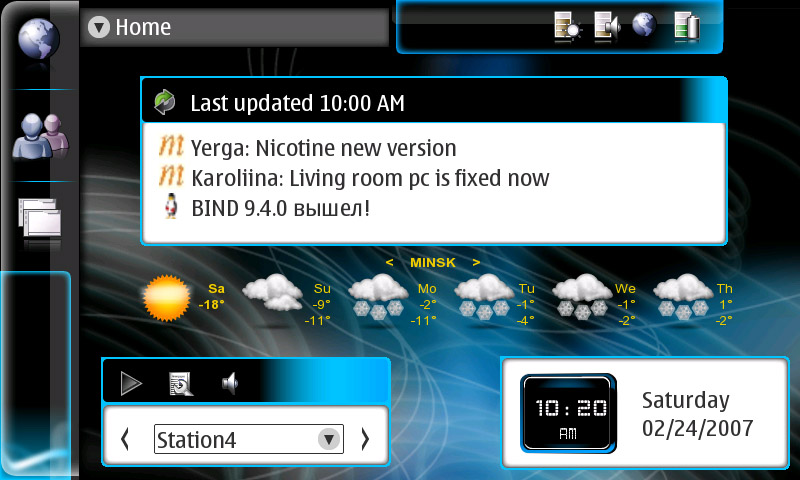 Home
Last updated 10:00 AM
m Yerga: Nicotine new version
m Karoliina: Living room pc is fixed now
BIND 9.4.0 вышел!
< MINSK >
Sa Su Mo Tu We Th
-18° -9° -2° -1° -1° 1°
-11° -11° -4° -2° -2°
Station4
10:20
AM
Saturday
02/24/2007